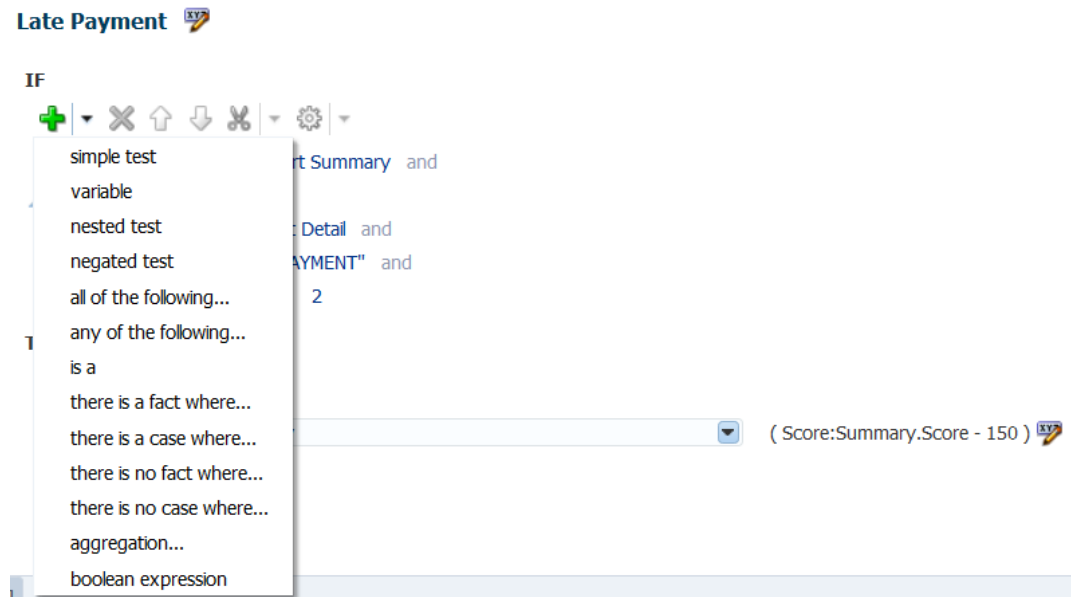 Late Payment
IF
simple test
rt Summary and
variable
nested test
Detail and
negated test
AYMENT" and
all of the following...
2
any of the following...
T
is a
there is a fact where...
there is a case where...
( Score:Summary.Score - 150 )
there is no fact where...
there is no case where...
aggregation...
boolean expression